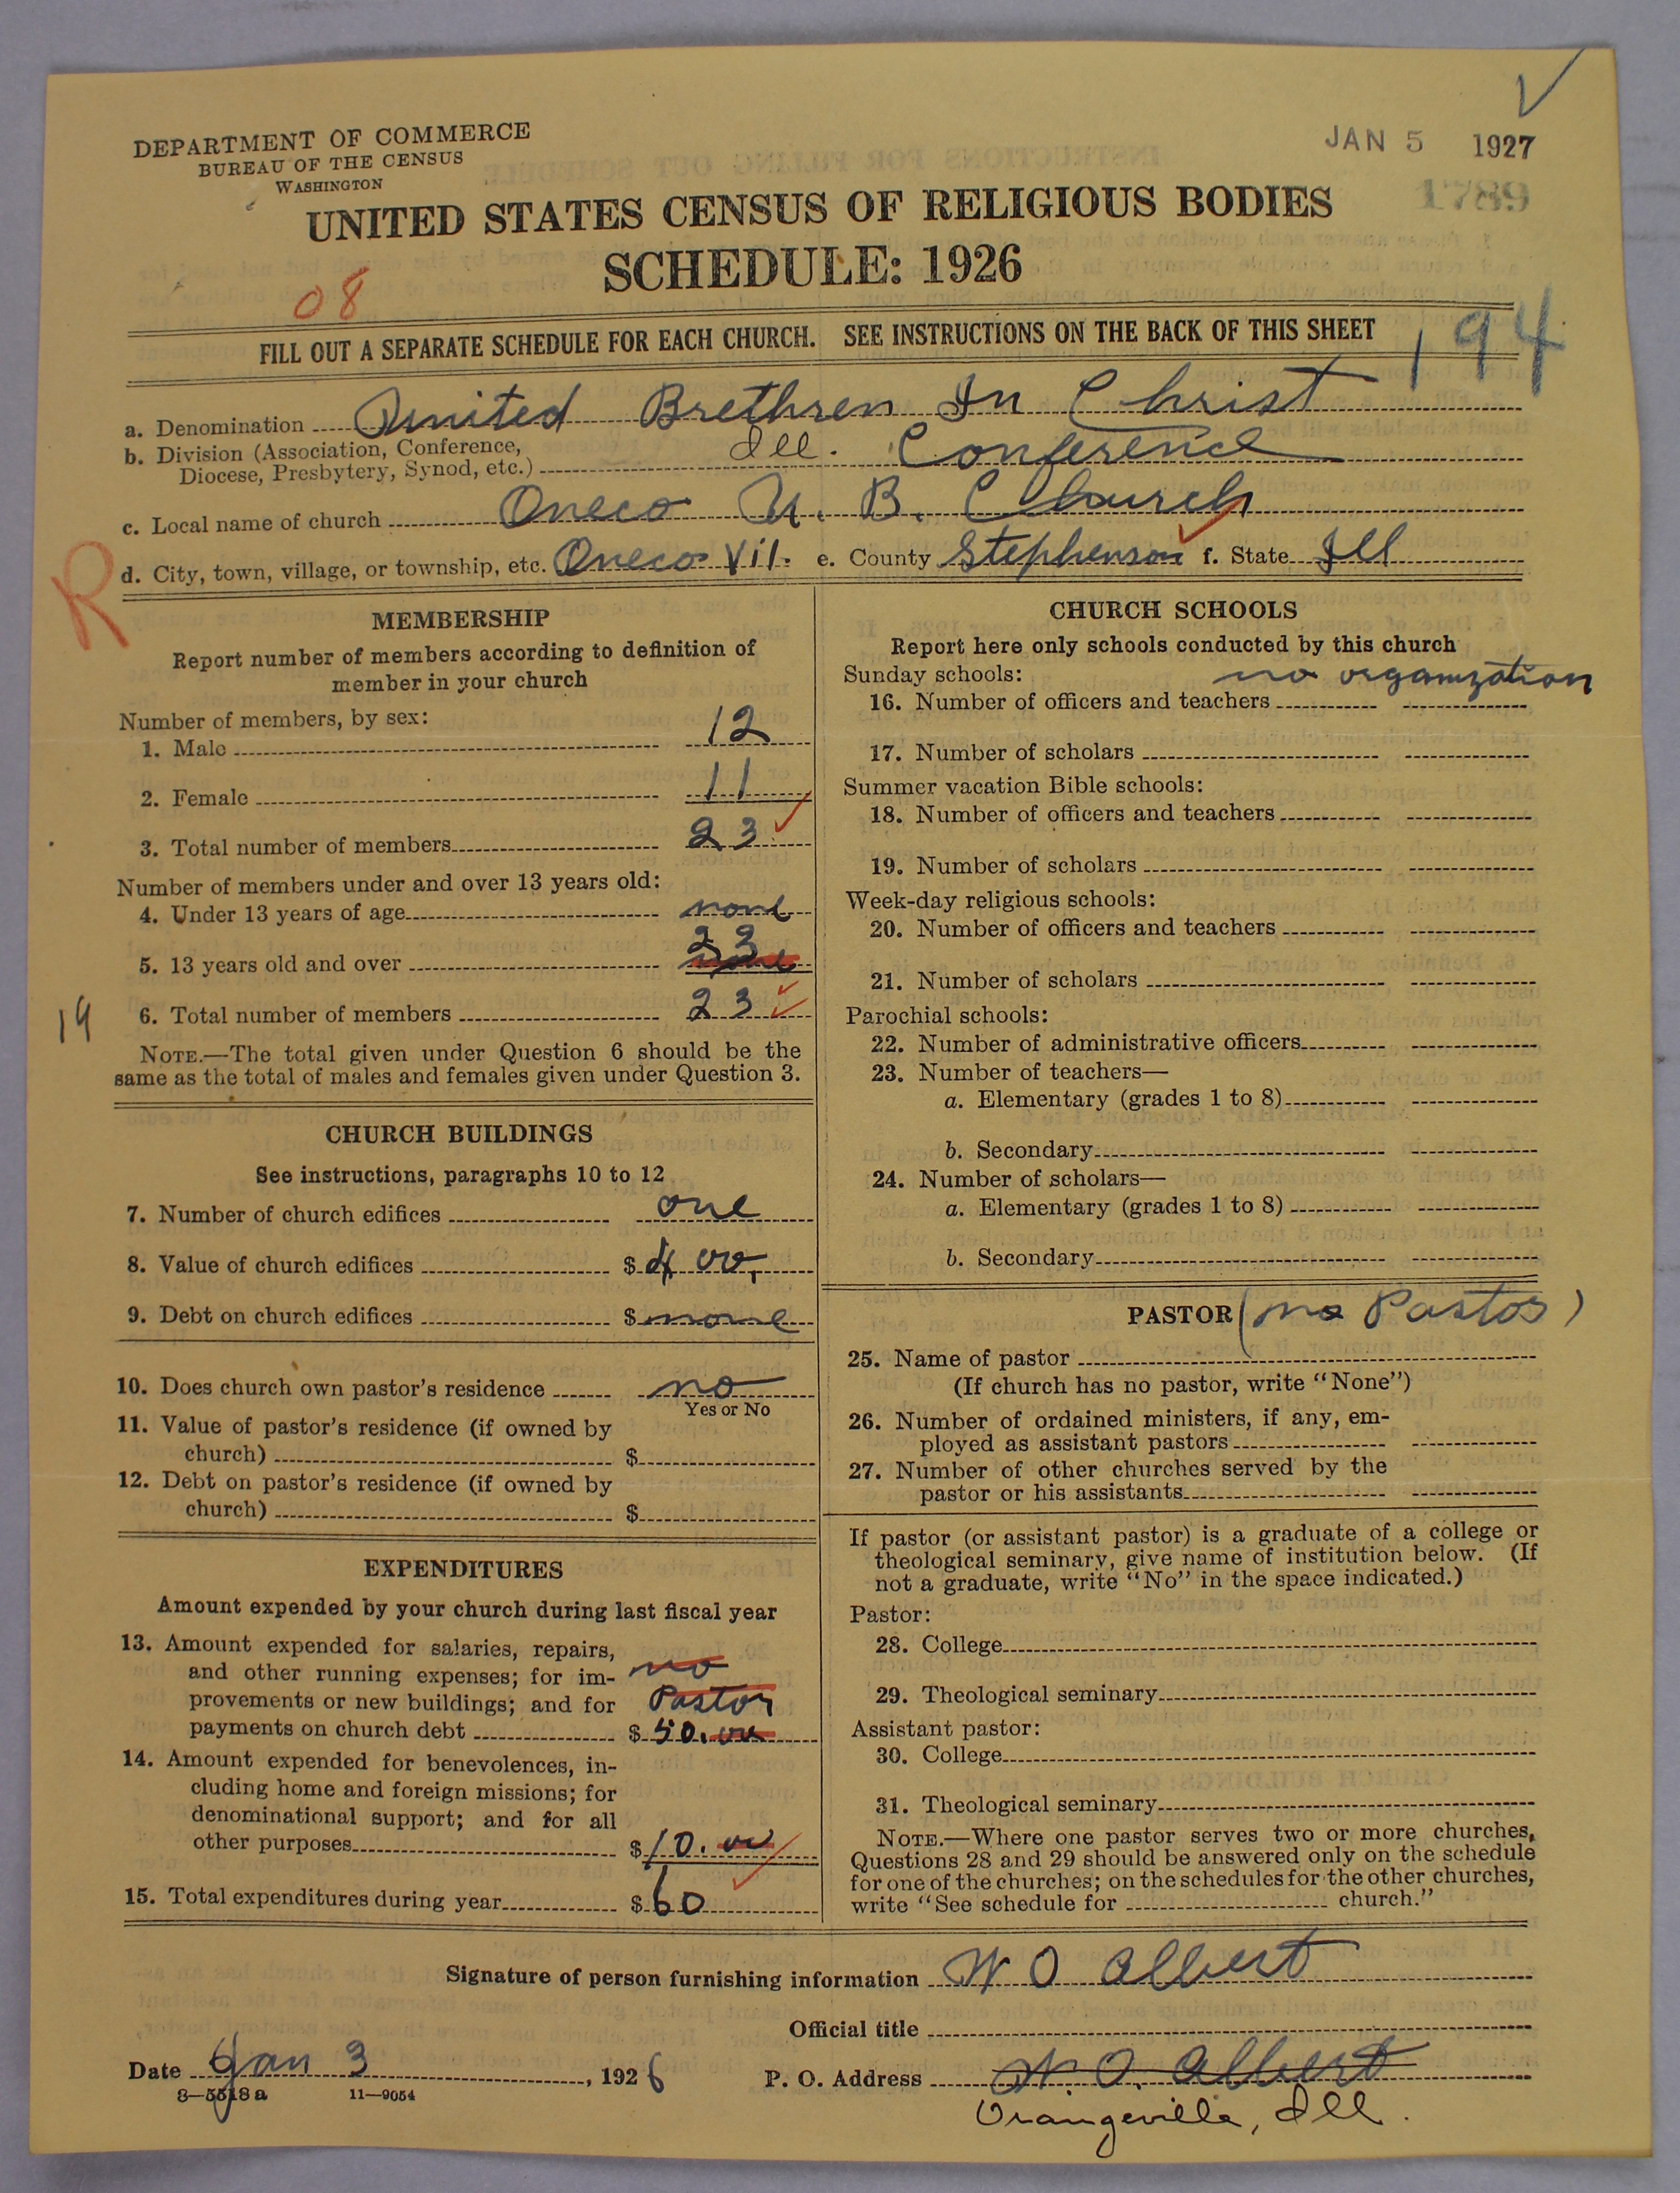 DEPARTMENT OF COMMERCE
BUREAU OF THE CENSUS
WASHINGTON
JAN 5 1927
1789
UNITED STATES CENSUS OF RELIGIOUS BODIES
SCHEDULE: 1926
08
FILL OUT A SEPARATE SCHEDULE FOR EACH CHURCH. SEE INSTRUCTIONS ON THE BACK OF THIS SHEET
194
a. Denomination United Brethren In Christ
b. Division (Association, Conference,
Diocese, Presbytery, Synod, etc.) Ill. Conference
c. Local name of church Oneco U. B. Church
R
d. City, town, village, or township, etc. Oneco Vil. e. County Stephenson f. State Ill
MEMBERSHIP
Report number of members according to definition of
member in your church
Number of members, by sex:
1. Male 12
2. Female 11
3. Total number of members 23
Number of members under and over 13 years old:
4. Under 13 years of age none
23
5. 13 years old and over none
19
6. Total number of members 23
NOTE.—The total given under Question 6 should be the
same as the total of males and females given under Question 3.
CHURCH BUILDINGS
See instructions, paragraphs 10 to 12
7. Number of church edifices one
8. Value of church edifices $ 400.
9. Debt on church edifices $ none
10. Does church own pastor's residence no
Yes or No
11. Value of pastor's residence (if owned by
church) $
12. Debt on pastor's residence (if owned by
church) $
EXPENDITURES
Amount expended by your church during last fiscal year
13. Amount expended for salaries, repairs,
and other running expenses; for im- no
provements or new buildings; and for Pastor
payments on church debt $ 50.00
14. Amount expended for benevolences, in-
cluding home and foreign missions; for
denominational support; and for all
other purposes $ 10.00
15. Total expenditures during year $ 60
CHURCH SCHOOLS
Report here only schools conducted by this church
Sunday schools: no organization
16. Number of officers and teachers
17. Number of scholars
Summer vacation Bible schools:
18. Number of officers and teachers
19. Number of scholars
Week-day religious schools:
20. Number of officers and teachers
21. Number of scholars
Parochial schools:
22. Number of administrative officers
23. Number of teachers—
a. Elementary (grades 1 to 8)
b. Secondary
24. Number of scholars—
a. Elementary (grades 1 to 8)
b. Secondary
PASTOR (no Pastor)
25. Name of pastor
(If church has no pastor, write "None")
26. Number of ordained ministers, if any, em-
ployed as assistant pastors
27. Number of other churches served by the
pastor or his assistants
If pastor (or assistant pastor) is a graduate of a college or
theological seminary, give name of institution below. (If
not a graduate, write "No" in the space indicated.)
Pastor:
28. College
29. Theological seminary
Assistant pastor:
30. College
31. Theological seminary
NOTE.—Where one pastor serves two or more churches,
Questions 28 and 29 should be answered only on the schedule
for one of the churches; on the schedules for the other churches,
write "See schedule for church."
Signature of person furnishing information W O Albert
Official title
Date Jan 3, 1926 P. O. Address W. O. Albert
8—5518a 11—9054
Orangeville, Ill.